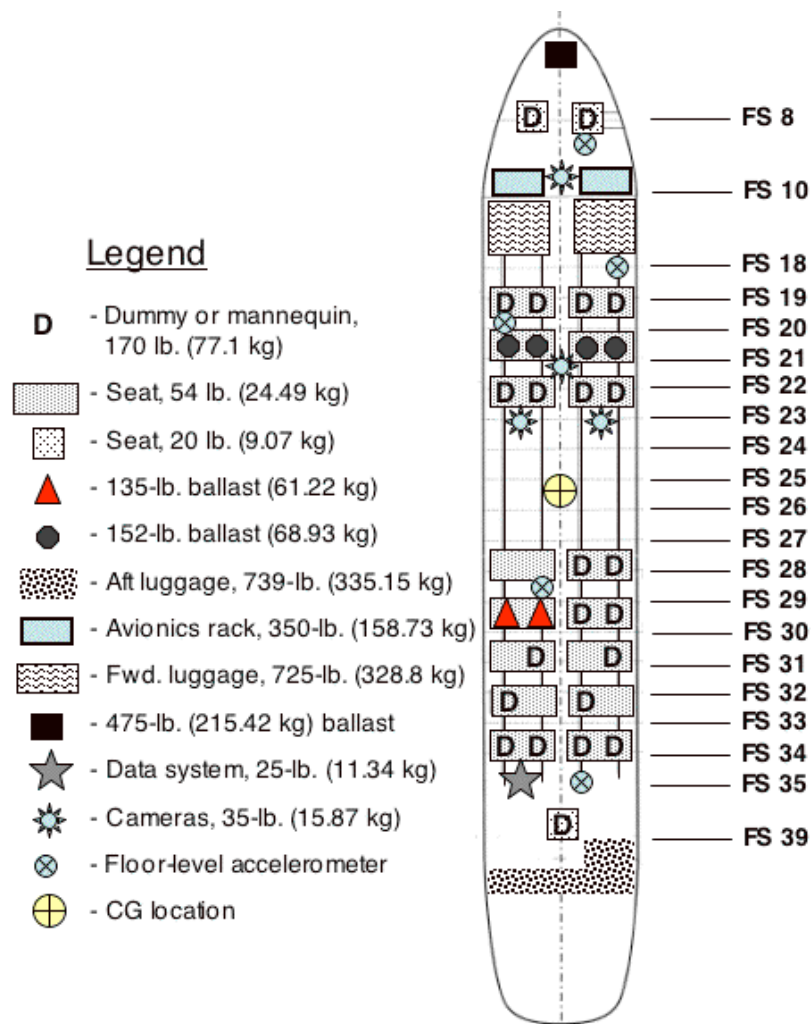 Legend
D - Dummy or mannequin,
170 lb. (77.1 kg)
- Seat, 54 lb. (24.49 kg)
- Seat, 20 lb. (9.07 kg)
- 135-lb. ballast (61.22 kg)
- 152-lb. ballast (68.93 kg)
- Aft luggage, 739-lb. (335.15 kg)
- Avionics rack, 350-lb. (158.73 kg)
- Fwd. luggage, 725-lb. (328.8 kg)
- 475-lb. (215.42 kg) ballast
- Data system, 25-lb. (11.34 kg)
- Cameras, 35-lb. (15.87 kg)
- Floor-level accelerometer
- CG location
D D
D D D D
D D D D
D D
D D
D D
D D
D D D D
D
FS 8
FS 10
FS 18
FS 19
FS 20
FS 21
FS 22
FS 23
FS 24
FS 25
FS 26
FS 27
FS 28
FS 29
FS 30
FS 31
FS 32
FS 33
FS 34
FS 35
FS 39